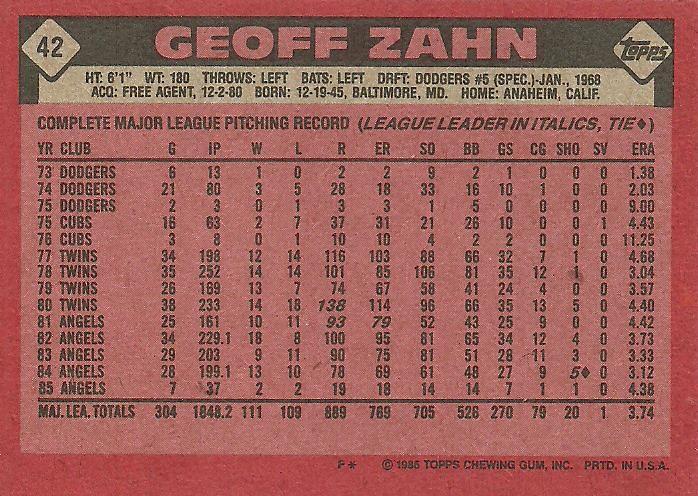 42
GEOFF ZAHN
topps
HT: 6'1" WT: 180 THROWS: LEFT BATS: LEFT DRFT: DODGERS #5 (SPEC.)-JAN., 1968
ACQ: FREE AGENT, 12-2-80 BORN: 12-19-45, BALTIMORE, MD. HOME: ANAHEIM, CALIF.
COMPLETE MAJOR LEAGUE PITCHING RECORD (LEAGUE LEADER IN ITALICS, TIE♦)
YR CLUB G IP W L R ER SO BB GS CG SHO SV ERA
73 DODGERS 6 13 1 0 2 2 9 2 1 0 0 0 1.38
74 DODGERS 21 80 3 5 28 18 33 16 10 1 0 0 2.03
75 DODGERS 2 3 0 1 3 3 1 5 0 0 0 0 9.00
75 CUBS 16 63 2 7 37 31 21 26 10 0 0 1 4.43
76 CUBS 3 8 0 1 10 10 4 2 2 0 0 0 11.25
77 TWINS 34 198 12 14 116 103 88 66 32 7 1 0 4.68
78 TWINS 35 252 14 14 101 85 106 81 35 12 1 0 3.04
79 TWINS 26 169 13 7 74 67 58 41 24 4 0 0 3.57
80 TWINS 38 233 14 18 138 114 96 66 35 13 5 0 4.40
81 ANGELS 25 161 10 11 93 79 52 43 25 9 0 0 4.42
82 ANGELS 34 229.1 18 8 100 95 81 65 34 12 4 0 3.73
83 ANGELS 29 203 9 11 90 75 81 51 28 11 3 0 3.33
84 ANGELS 28 199.1 13 10 78 69 61 48 27 9 5♦ 0 3.12
85 ANGELS 7 37 2 2 19 18 14 14 7 1 1 0 4.38
MAJ. LEA. TOTALS 304 1848.2 111 109 889 769 705 526 270 79 20 1 3.74
F* © 1986 TOPPS CHEWING GUM, INC. PRTD. IN U.S.A.